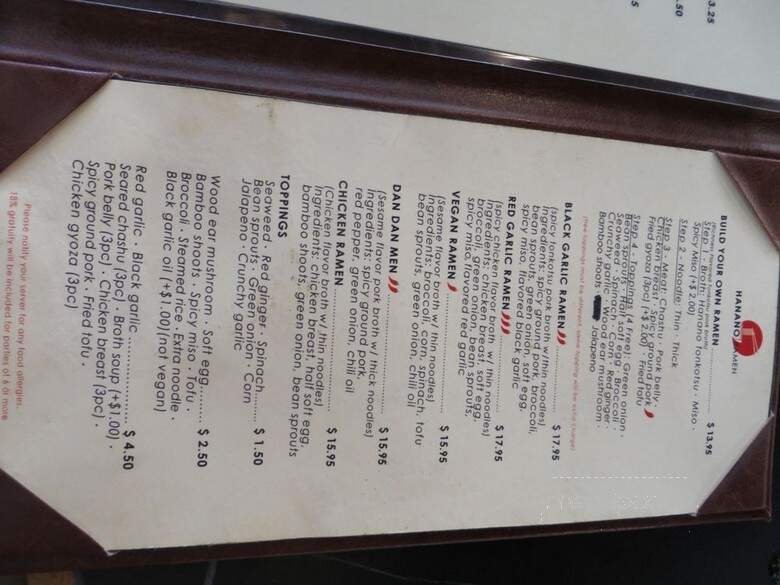 HANANO RAMEN
BUILD YOUR OWN RAMEN ........ $ 13.95
Step 1 - Broth: Hanano Tonkotsu · Miso ·
Spicy Miso (+$ 2.00)
Step 2 - Noodle: Thin · Thick
Step 3 - Meat: Chashu · Pork belly ·
Chicken breast · Spicy ground pork
Fried gyoza (3pc) (+$ 2.00) · Fried tofu
Step 4 - Toppings (4 Free): Green onion ·
Bean sprouts · Half soft egg · Broccoli ·
Seaweed · Spinach · Corn · Red ginger ·
Crunchy garlic · Wood ear mushroom ·
Bamboo shoots · Jalapeno
BLACK GARLIC RAMEN ........ $ 17.95
(spicy tonkotsu pork broth w/thin noodles)
Ingredients: spicy ground pork, broccoli,
bean sprouts, green onion, soft egg,
spicy miso, flavored black garlic
RED GARLIC RAMEN ........ $ 17.95
(spicy chicken flavor broth w/ thin noodles)
Ingredients: chicken breast, soft egg,
broccoli, green onion, bean sprouts,
spicy miso, flavored red garlic
VEGAN RAMEN ........ $ 15.95
(Sesame flavor broth w/ thin noodles)
Ingredients: broccoli, corn, spinach, tofu
bean sprouts, green onion, chili oil
DAN DAN MEN ........ $ 15.95
(Sesame flavor pork broth w/ thick noodles)
Ingredients: spicy ground pork,
red pepper, green onion, chili oil
CHICKEN RAMEN ........ $ 15.95
(Chicken flavor broth w/ thin noodles)
Ingredients: chicken breast, half soft egg,
bamboo shoots, green onion, bean sprouts
TOPPINGS
Seaweed · Red ginger · Spinach ........ $ 1.50
Bean sprouts · Green onion · Corn
Jalapeno · Crunchy garlic
Wood ear mushroom · Soft egg ........ $ 2.50
Bamboo shoots · Spicy miso · Tofu ·
Broccoli · Steamed rice · Extra noodle ·
Black garlic oil (+$1.00)(not vegan)
Red garlic · Black garlic ........ $ 4.50
Seared chashu (3pc) · Broth soup (+$1.00) ·
Pork belly (3pc) · Chicken breast (3pc) ·
Spicy ground pork · Fried tofu ·
Chicken gyoza (3pc)
Please notify your server for any food allergies.
18% gratuity will be included for parties of 6 or more
3.25
.50
5